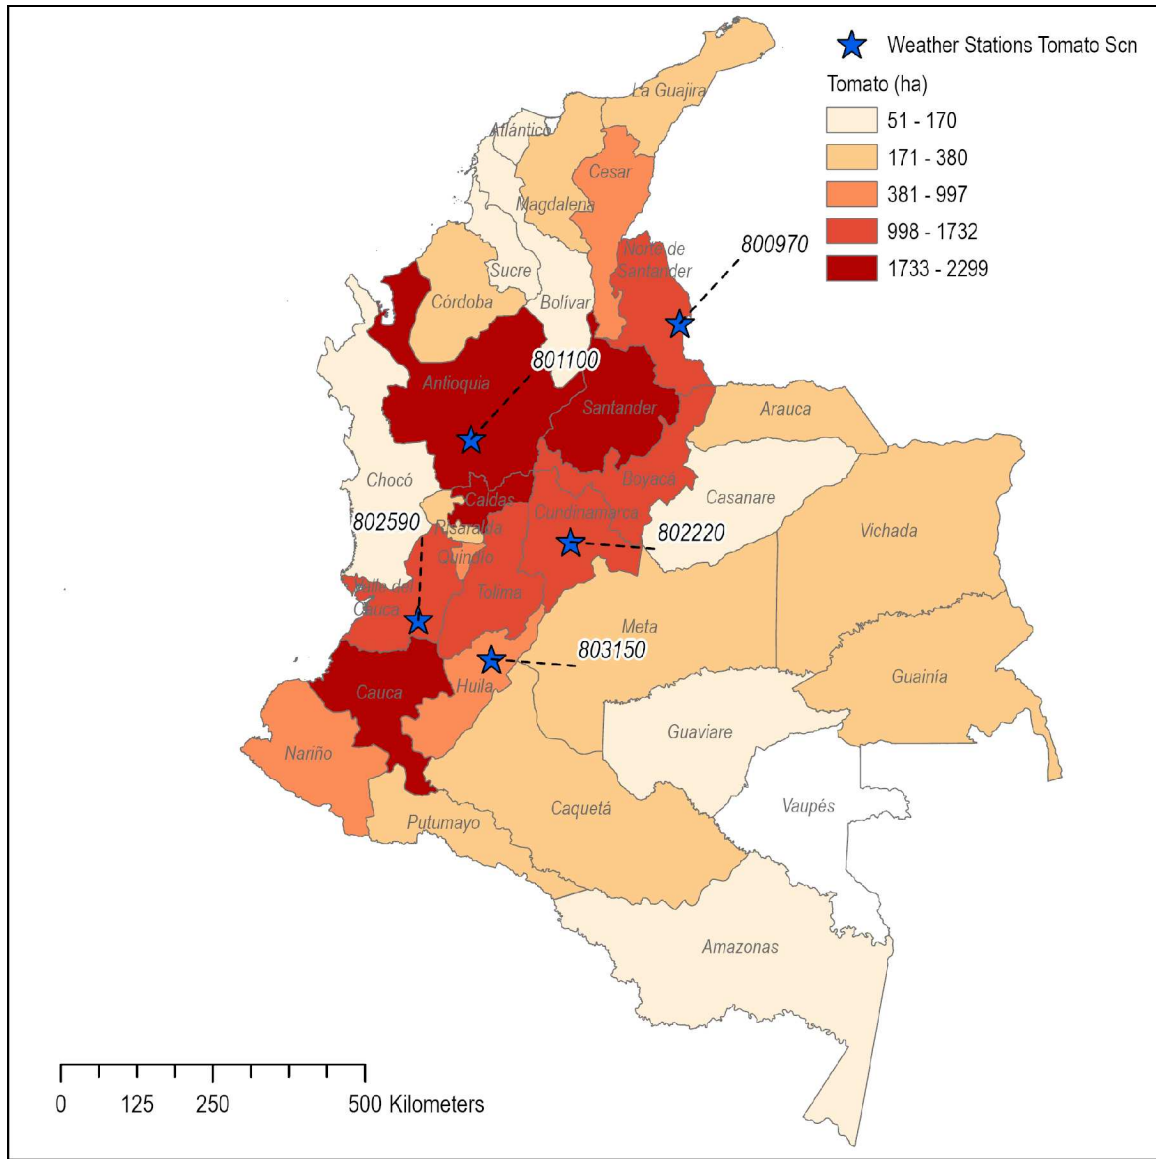 Weather Stations Tomato Scn
Tomato (ha)
51 - 170
171 - 380
381 - 997
998 - 1732
1733 - 2299
La Guajira
Atlántico
Cesar
Magdalena
Norte de
Santander
800970
Sucre
Bolívar
Córdoba
801100
Antioquia
Santander
Arauca
Chocó
Boyacá
Casanare
Caldas
Cundinamarca
802590
Risaralda
802220
Vichada
Quindío
Valle del
Cauca
Tolima
Meta
803150
Guainía
Cauca
Huila
Guaviare
Nariño
Vaupés
Caquetá
Putumayo
Amazonas
0 125 250 500 Kilometers